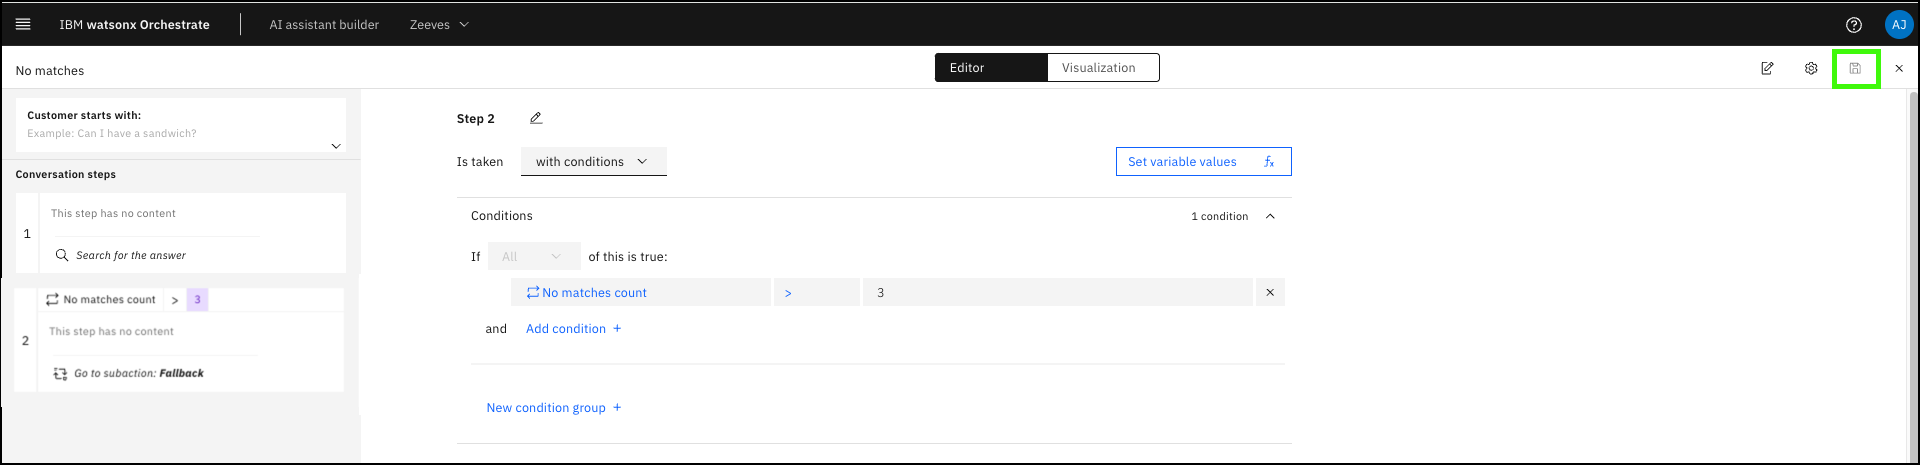 IBM watsonx Orchestrate
AI assistant builder
Zeeves
AJ
No matches
Editor
Visualization
Customer starts with:
Example: Can I have a sandwich?
Conversation steps
1
This step has no content
Search for the answer
2
No matches count > 3
This step has no content
Go to subaction: Fallback
Step 2
Is taken with conditions
Set variable values fx
Conditions
1 condition
If All of this is true:
No matches count > 3
and Add condition +
New condition group +